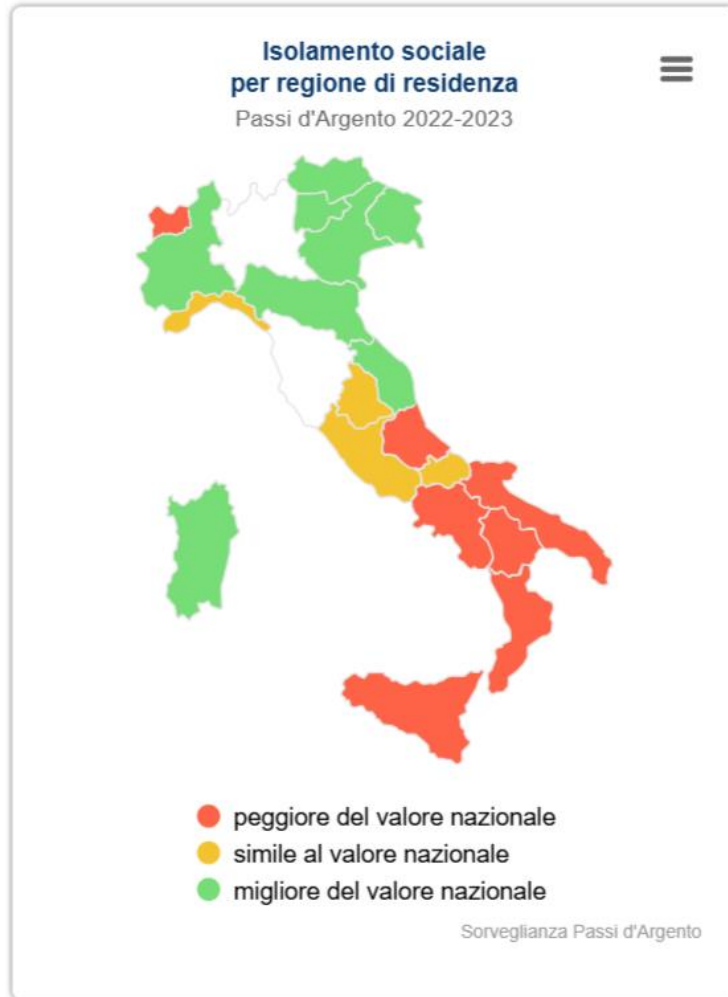 Isolamento sociale
per regione di residenza
Passi d'Argento 2022-2023
peggiore del valore nazionale
simile al valore nazionale
migliore del valore nazionale
Sorveglianza Passi d'Argento